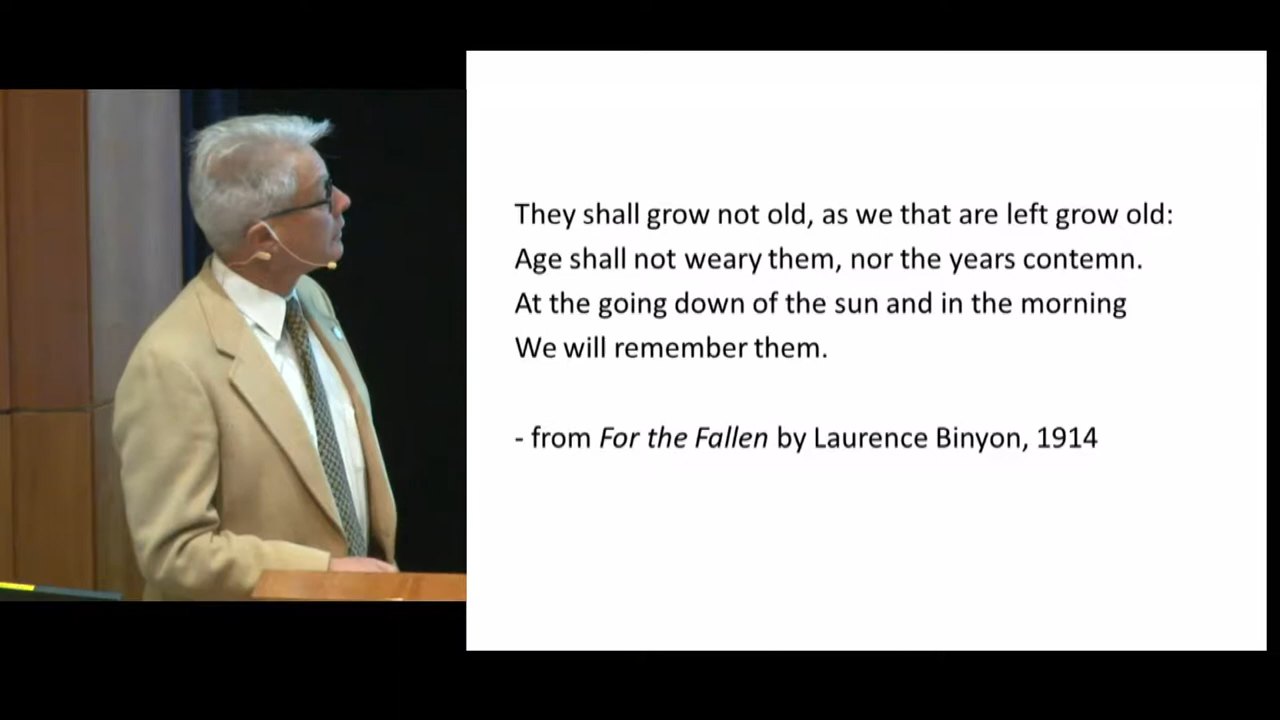 They shall grow not old, as we that are left grow old:
Age shall not weary them, nor the years contemn.
At the going down of the sun and in the morning
We will remember them.
- from For the Fallen by Laurence Binyon, 1914